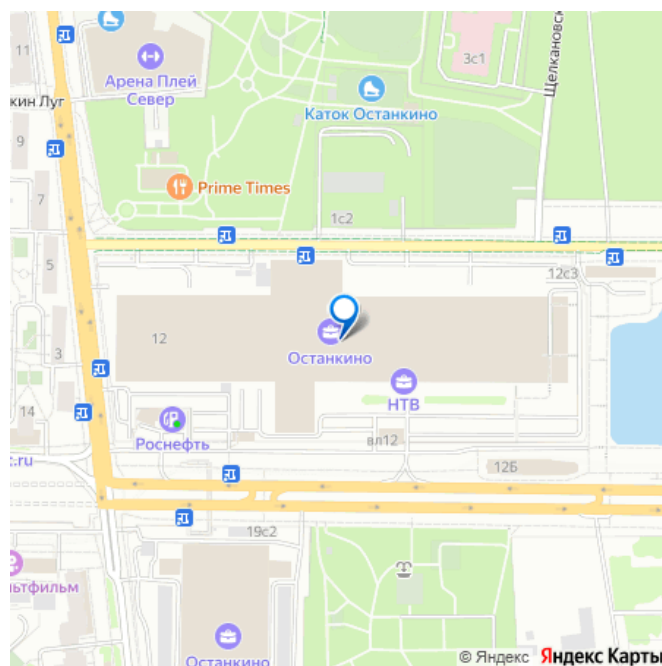 11
Арена Плей
Север
3с1
Щелкановск
кин Луг
Каток Останкино
9
7
Prime Times
1с2
5
12с3
12
Останкино
3
НТВ
14
Роснефть
вл12
t.ru
12Б
19с2
льтфильм
Останкино
© Яндекс Яндекс Карты